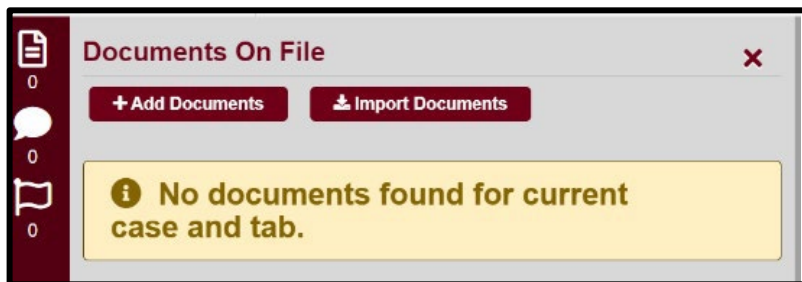 Documents On File
0
+ Add Documents
Import Documents
0
No documents found for current
case and tab.
0